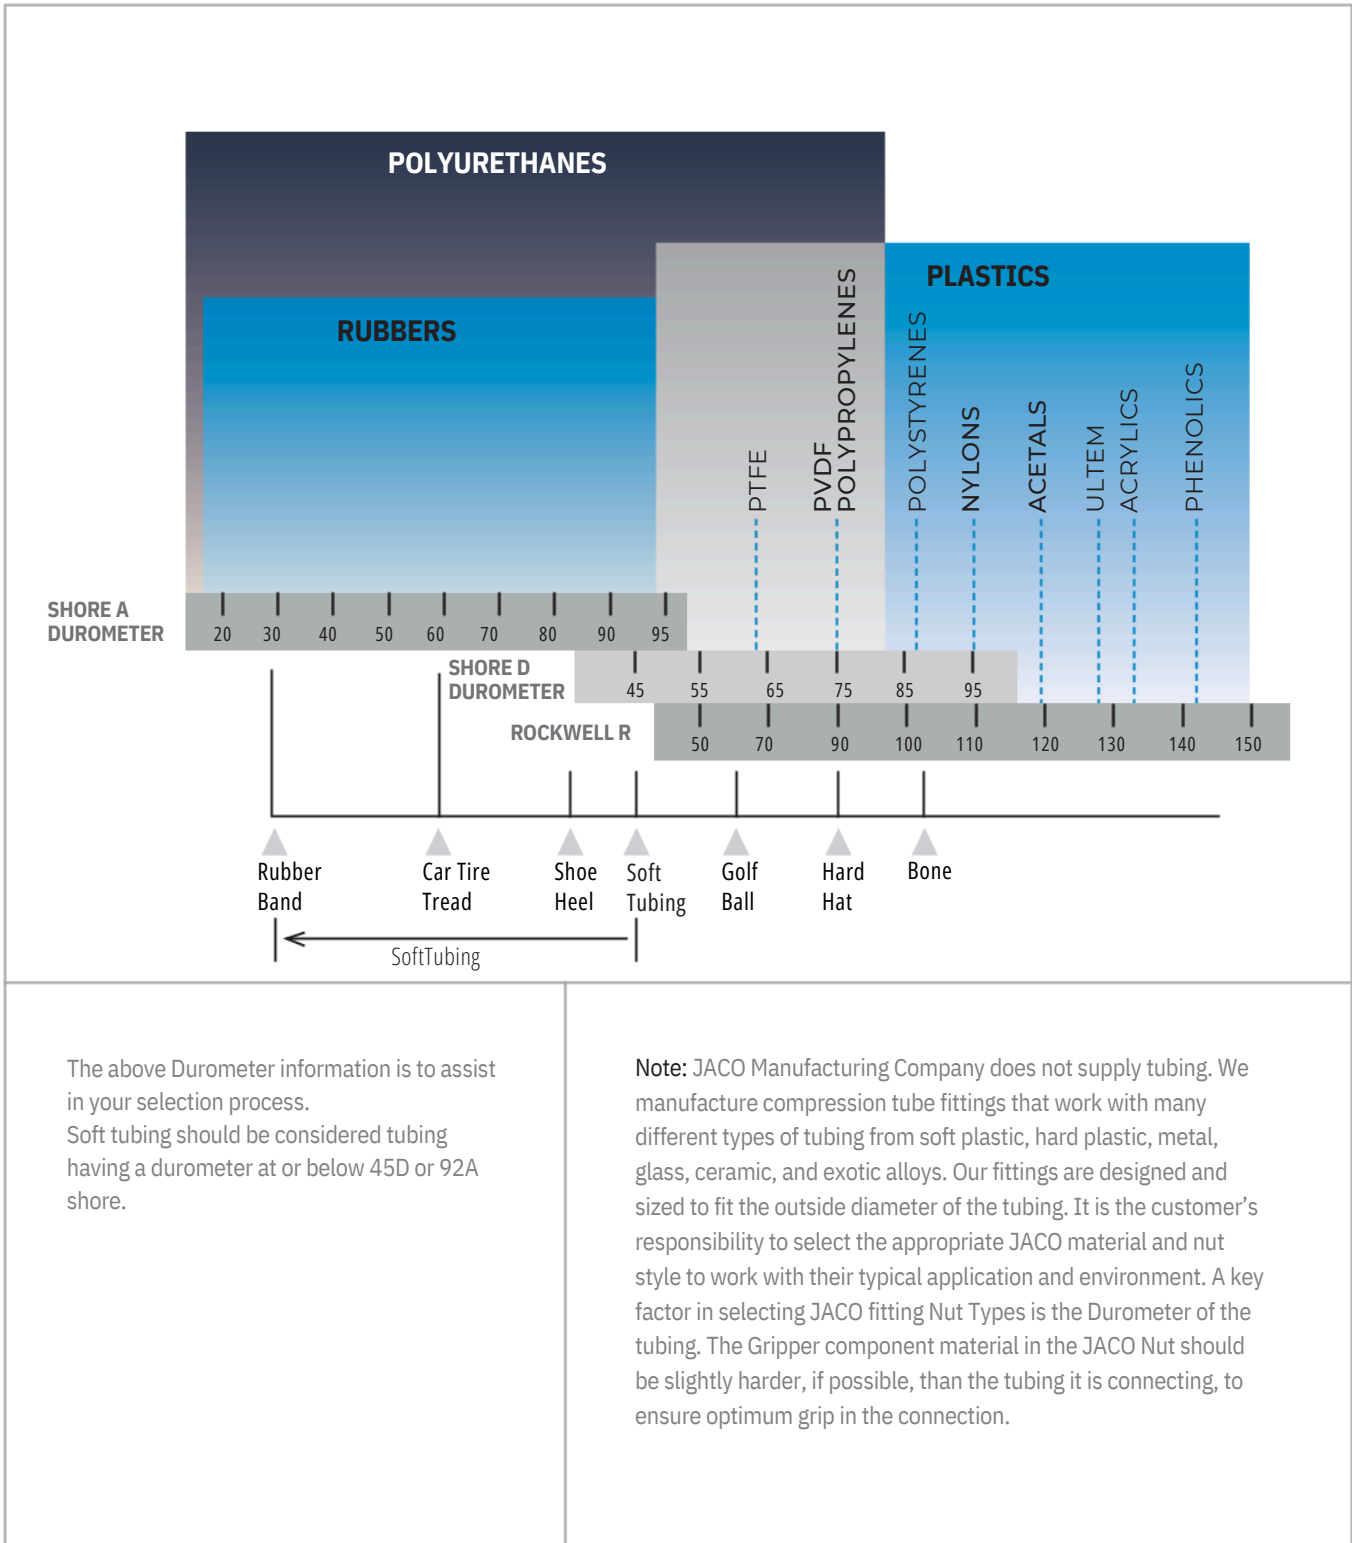 POLYURETHANES
PLASTICS
RUBBERS
PTFE
PVDF
POLYPROPYLENES
POLYSTYRENES
NYLONS
ACETALS
ULTEM
ACRYLICS
PHENOLICS
SHORE A
DUROMETER
20 30 40 50 60 70 80 90 95
SHORE D
DUROMETER
45 55 65 75 85 95
ROCKWELL R
50 70 90 100 110 120 130 140 150
Rubber
Band
Car Tire
Tread
Shoe
Heel
Soft
Tubing
Golf
Ball
Hard
Hat
Bone
SoftTubing
The above Durometer information is to assist
in your selection process.
Soft tubing should be considered tubing
having a durometer at or below 45D or 92A
shore.
Note: JACO Manufacturing Company does not supply tubing. We
manufacture compression tube fittings that work with many
different types of tubing from soft plastic, hard plastic, metal,
glass, ceramic, and exotic alloys. Our fittings are designed and
sized to fit the outside diameter of the tubing. It is the customer’s
responsibility to select the appropriate JACO material and nut
style to work with their typical application and environment. A key
factor in selecting JACO fitting Nut Types is the Durometer of the
tubing. The Gripper component material in the JACO Nut should
be slightly harder, if possible, than the tubing it is connecting, to
ensure optimum grip in the connection.